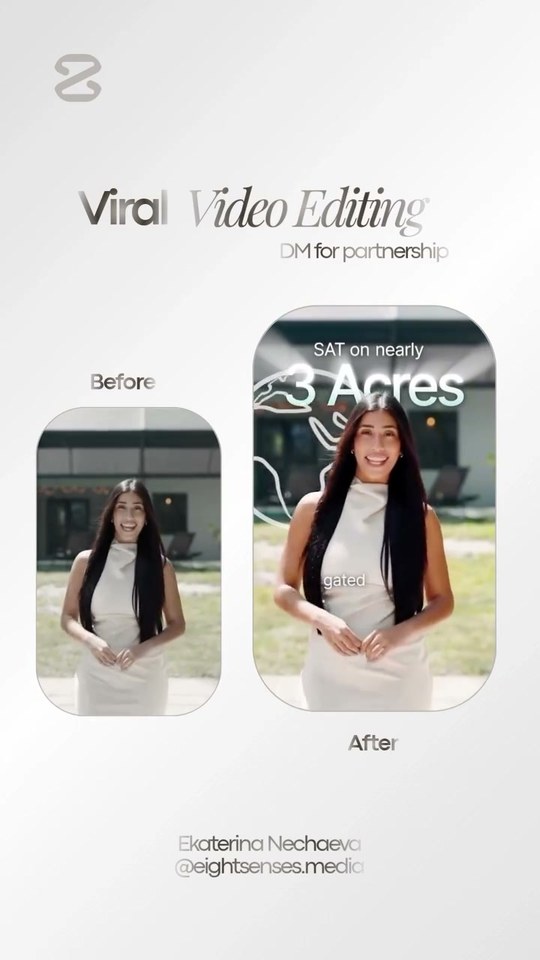 Viral Video Editing
DM for partnership
Before
SAT on nearly
3 Acres
gated
After
Ekaterina Nechaeva
@eightsenses.media